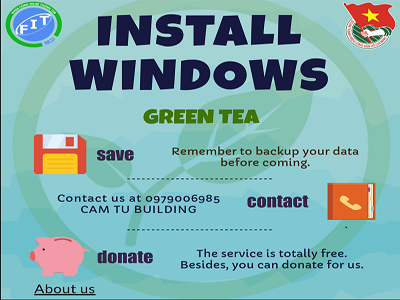 FIT
HLU
INSTALL
WINDOWS
GREEN TEA
save
Remember to backup your data
before coming.
Contact us at 0979006985
CAM TU BUILDING
contact
donate
The service is totally free.
Besides, you can donate for us.
About us